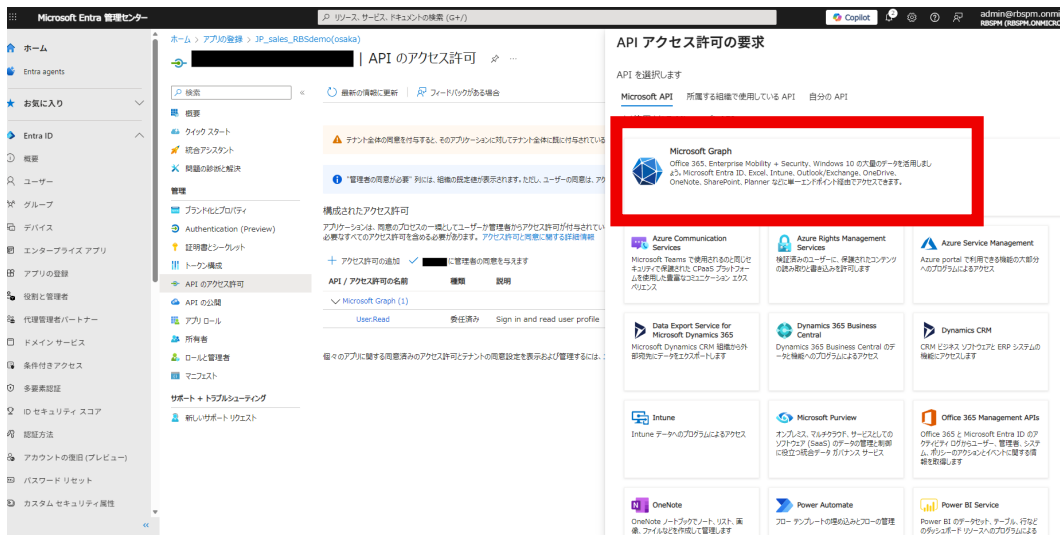 Microsoft Entra 管理センター
リソース、サービス、ドキュメントの検索 (G+/)
Copilot
2
admin@rbspm.onmi
RBSPM (RBSPM.ONMICRO
ホーム
Entra agents
お気に入り
Entra ID
概要
ユーザー
グループ
デバイス
エンタープライズ アプリ
アプリの登録
役割と管理者
代理管理者パートナー
ドメイン サービス
条件付きアクセス
多要素認証
ID セキュリティ スコア
認証方法
アカウントの復旧 (プレビュー)
パスワード リセット
カスタム セキュリティ属性
«
ホーム > アプリの登録 > JP_sales_RBSdemo(osaka)
| API のアクセス許可
...
検索
«
概要
クイック スタート
統合アシスタント
問題の診断と解決
管理
ブランド化とプロパティ
Authentication (Preview)
証明書とシークレット
トークン構成
API のアクセス許可
API の公開
アプリ ロール
所有者
ロールと管理者
マニフェスト
サポート + トラブルシューティング
新しいサポート リクエスト
最新の情報に更新
フィードバックがある場合
テナント全体の同意を付与すると、そのアプリケーションに対してテナント全体に既に付与されている
"管理者の同意が必要" 列には、組織の既定値が表示されます。ただし、ユーザーの同意は、アク
構成されたアクセス許可
アプリケーションは、同意のプロセスの一環としてユーザーか管理者からアクセス許可が付与されてい
必要なすべてのアクセス許可を含める必要があります。アクセス許可と同意に関する詳細情報
アクセス許可の追加
に管理者の同意を与えます
API / アクセス許可の名前 種類 説明
Microsoft Graph (1)
User.Read 委任済み Sign in and read user profile
個々のアプリに関する同意済みのアクセス許可とテナントの同意設定を表示および管理するには、
API アクセス許可の要求
API を選択します
Microsoft API 所属する組織で使用している API 自分の API
Microsoft Graph
Office 365、Enterprise Mobility + Security、Windows 10 の大量のデータを活用しまし
ょう。Microsoft Entra ID、Excel、Intune、Outlook/Exchange、OneDrive、
OneNote、SharePoint、Planner などに単一エンドポイント経由でアクセスできます。
Azure Communication
Services
Microsoft Teams で使用されるのと同じセ
キュリティで保護された CPaaS プラットフォー
ムを使用した豊富なコミュニケーション エクス
ペリエンス
Azure Rights Management
Services
検証済みのユーザーに、保護されたコンテンツ
の読み取りと書き込みを許可します
Azure Service Management
Azure portal で利用できる機能の大部分
へのプログラムによるアクセス
Data Export Service for
Microsoft Dynamics 365
Microsoft Dynamics CRM 組織から外
部宛先にデータをエクスポートします
Dynamics 365 Business
Central
Dynamics 365 Business Central のデ
ータと機能へのプログラムによるアクセス
Dynamics CRM
CRM ビジネス ソフトウェアと ERP システムの
機能にアクセスします
Intune
Intune データへのプログラムによるアクセス
Microsoft Purview
オンプレミス、マルチクラウド、サービスとしての
ソフトウェア (SaaS) のデータの管理と制御
に役立つ統合データ ガバナンス サービス
Office 365 Management APIs
Office 365 と Microsoft Entra ID のア
クティビティ ログからユーザー、管理者、システ
ム、ポリシーのアクションとイベントに関する情
報を取得します
OneNote
OneNote ノートブックでノート、リスト、画
像、ファイルなどを作成して管理します
Power Automate
フロー テンプレートの埋め込みとフローの管理
Power BI Service
Power BI のデータセット、テーブル、行など
のダッシュボード リソースへのプログラムによる